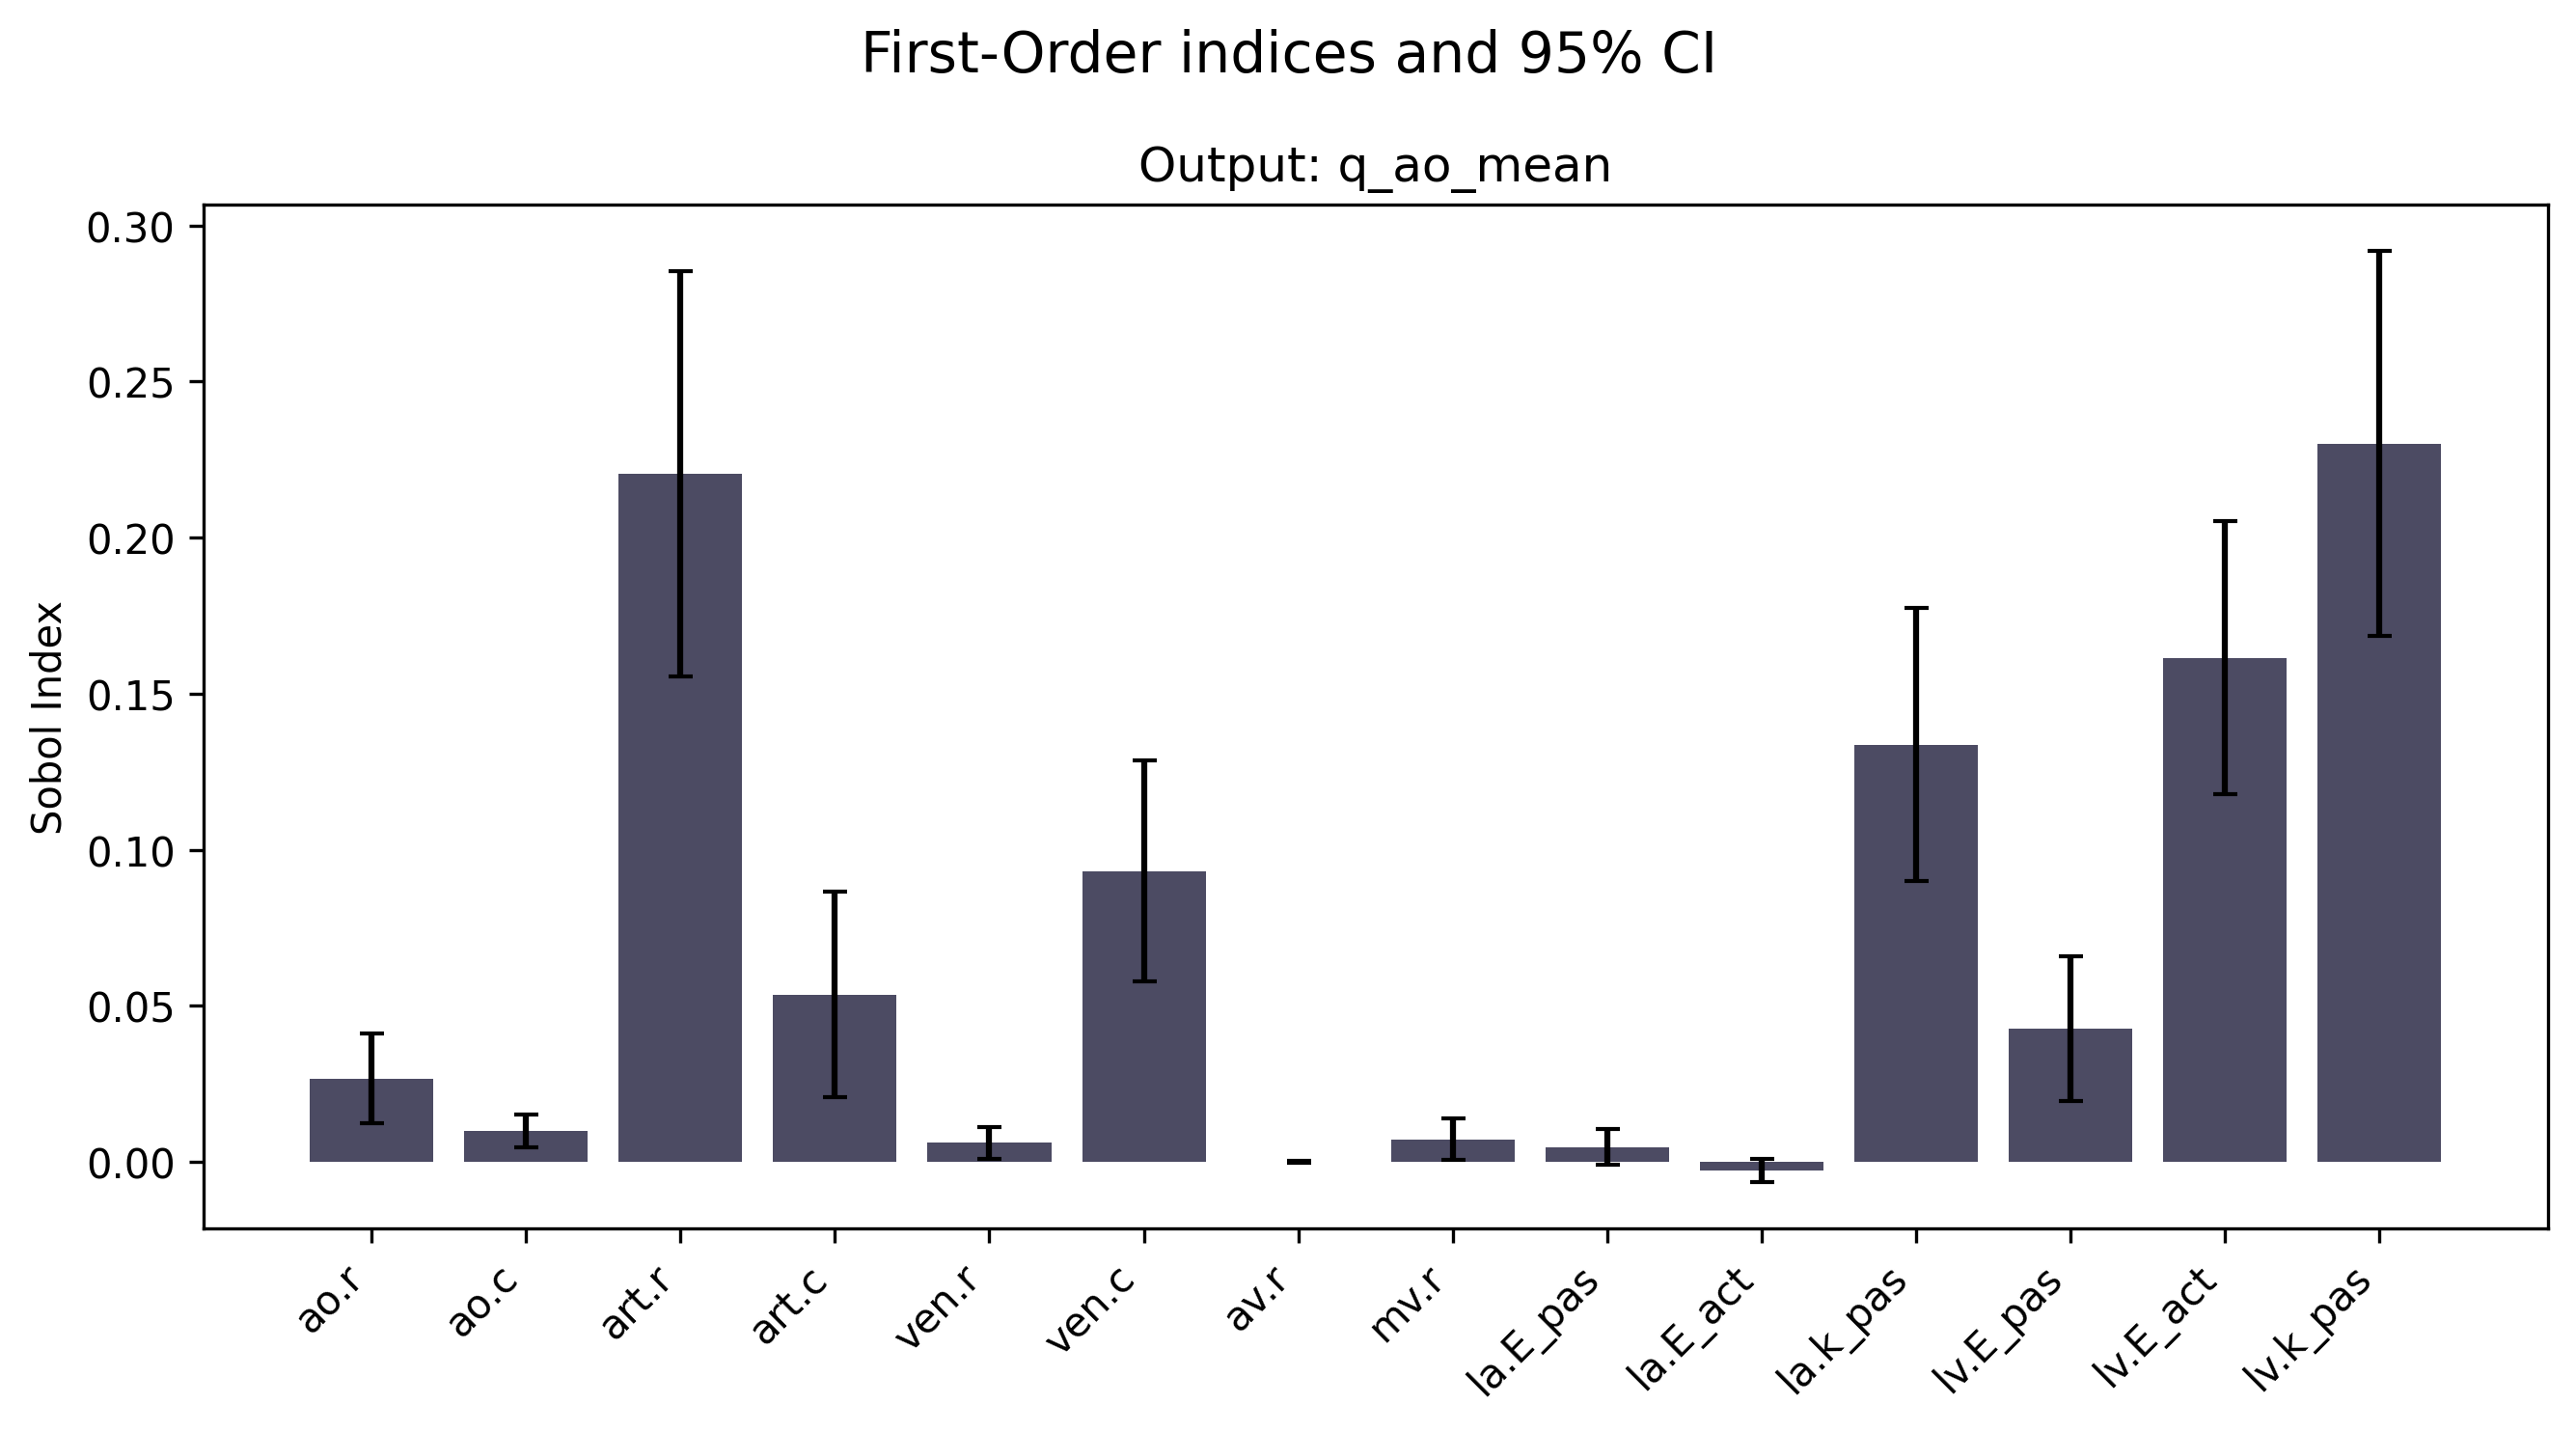 First-Order indices and 95% CI
Output: q_ao_mean
0.30
0.25
0.20
0.15
0.10
0.05
0.00
Sobol Index
ao.r
ao.c
art.r
art.c
ven.r
ven.c
av.r
mv.r
la.E_pas
la.E_act
la.k_pas
lv.E_pas
lv.E_act
lv.k_pas